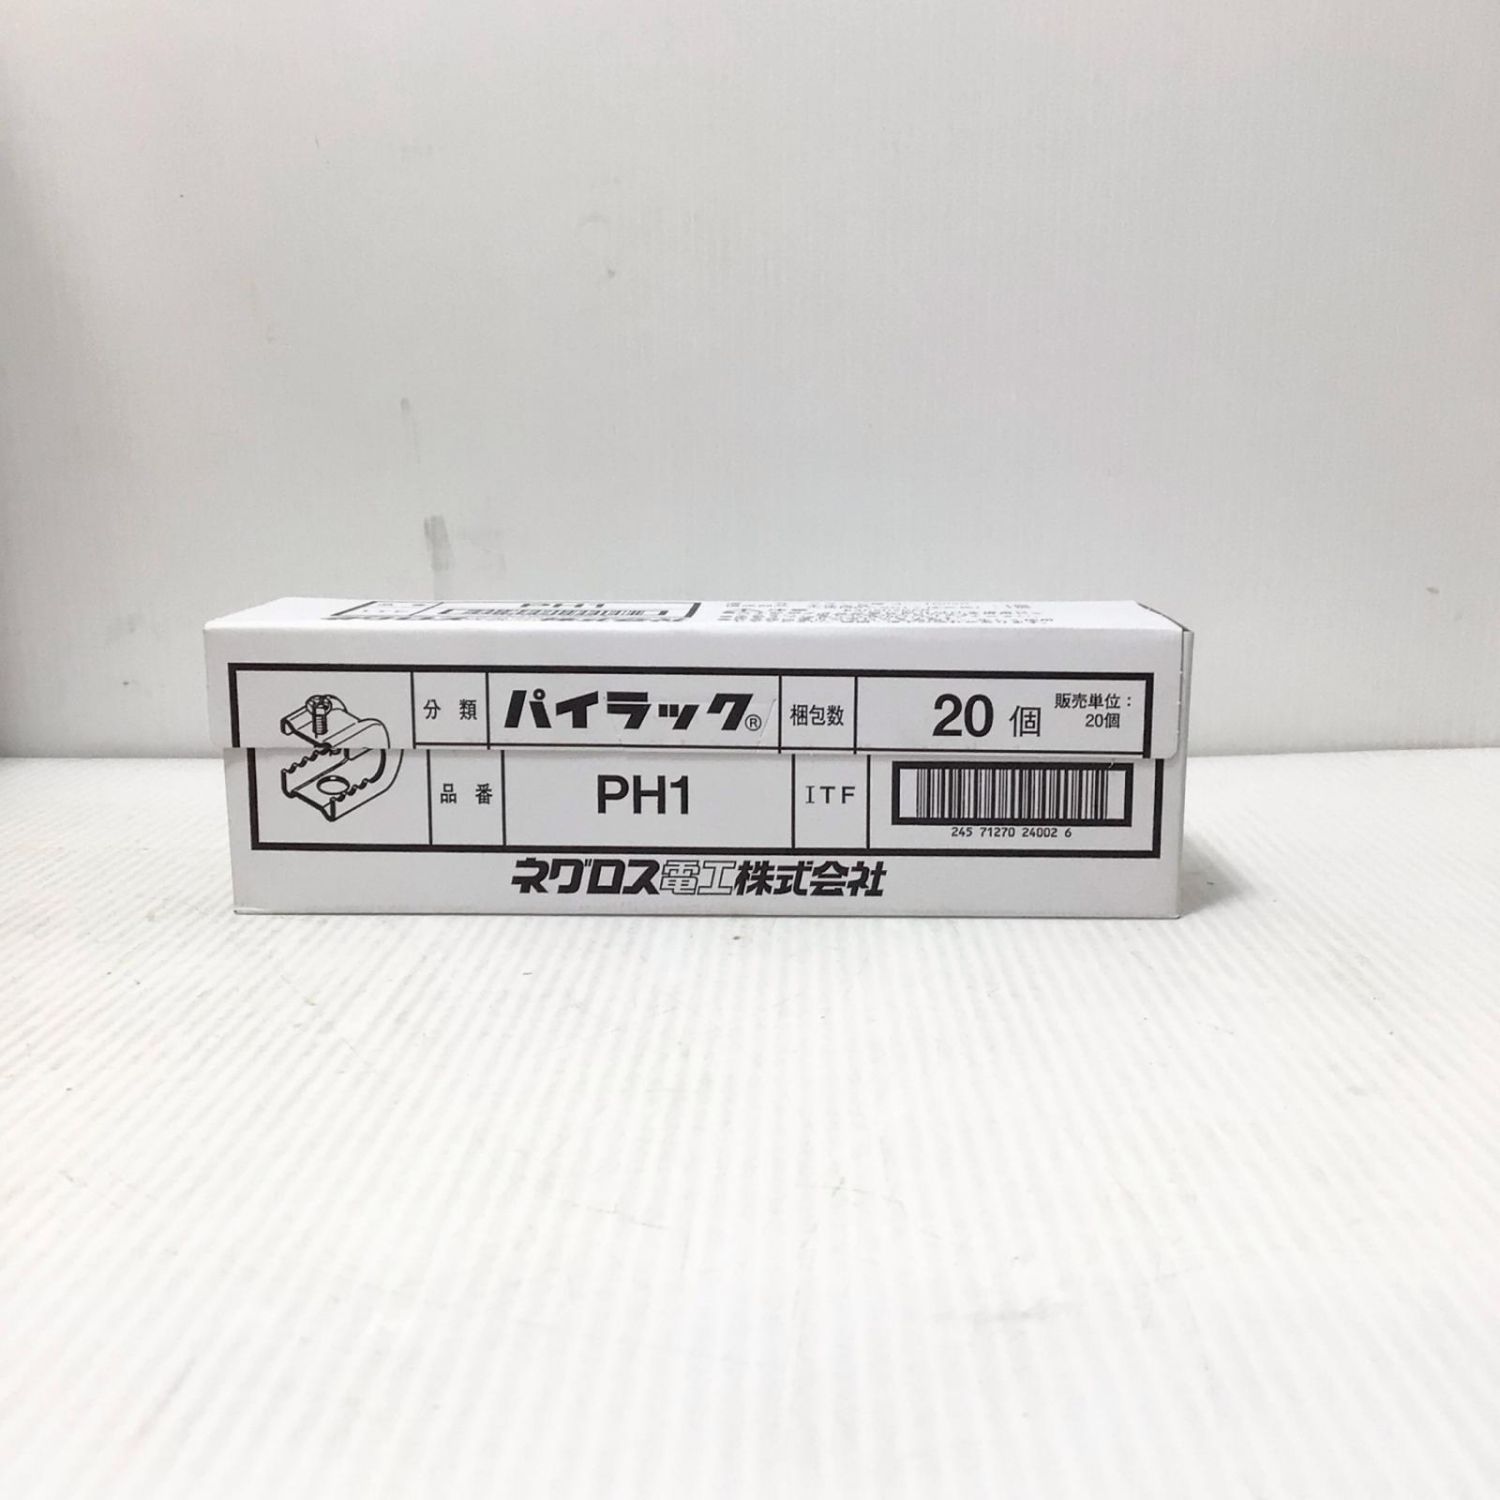 PH1
分類 パイラック® 梱包数 20個 販売単位：
20個
品番 PH1 ITF
245 71270 24002 6
ネグロス電工株式会社